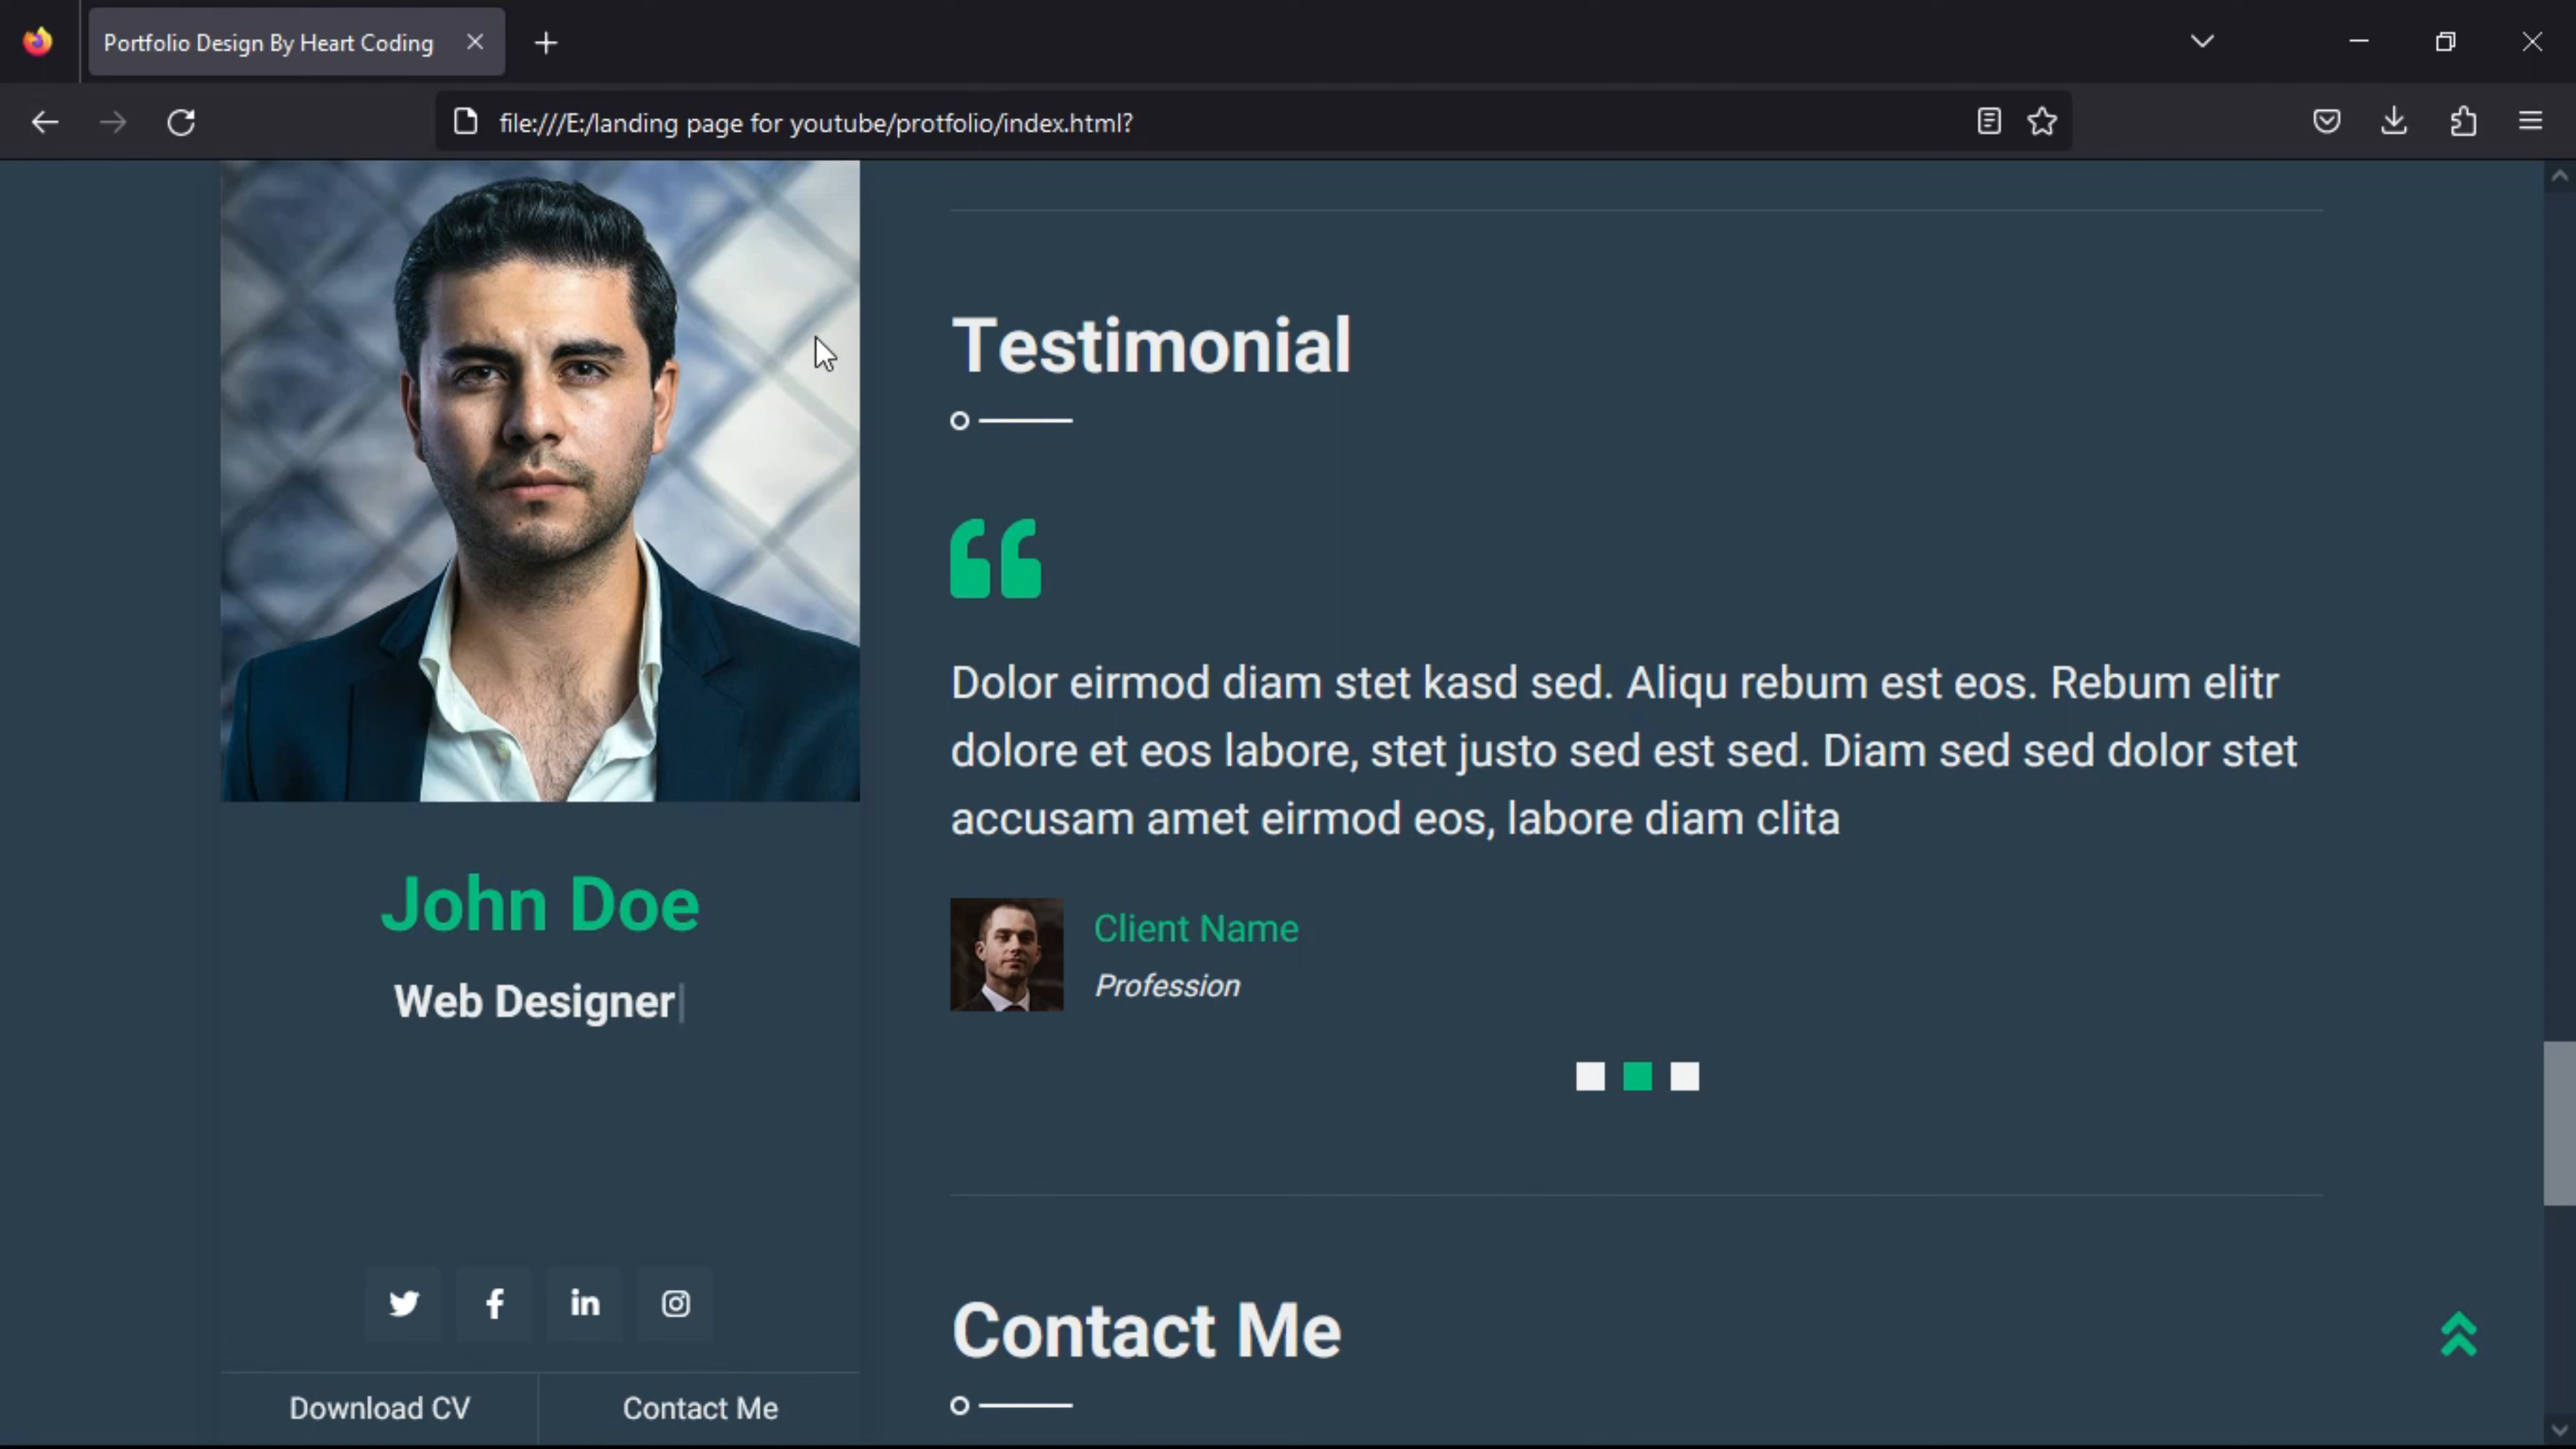 Portfolio Design By Heart Coding
file:///E:/landing page for youtube/protfolio/index.html?
John Doe
Web Designer
Download CV
Contact Me
Testimonial
Dolor eirmod diam stet kasd sed. Aliqu rebum est eos. Rebum elitr
dolore et eos labore, stet justo sed est sed. Diam sed sed dolor stet
accusam amet eirmod eos, labore diam clita
Client Name
Profession
Contact Me